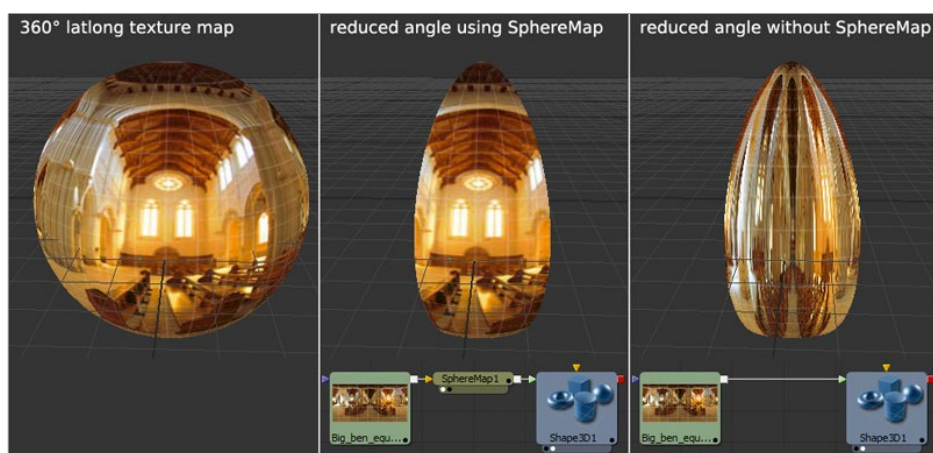 360° latlong texture map
reduced angle using SphereMap
reduced angle without SphereMap
SphereMap1
Big_ben_equ...
Shape3D1
Big_ben_equ...
Shape3D1